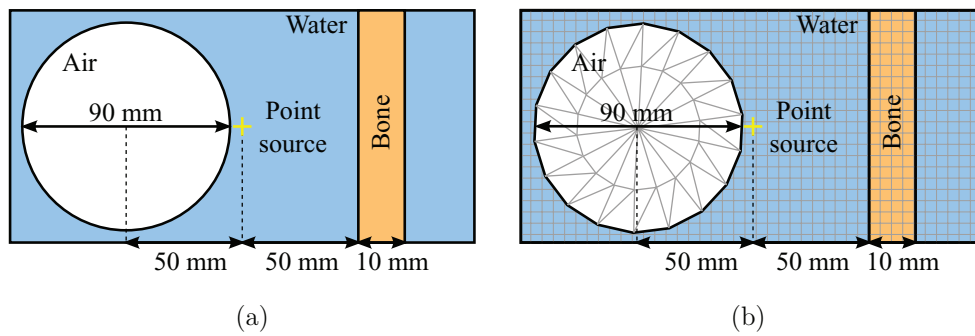 Water
Air
90 mm
Point
source
Bone
50 mm
50 mm
10 mm
(a)
Water
Air
90 mm
Point
source
Bone
50 mm
50 mm
10 mm
(b)